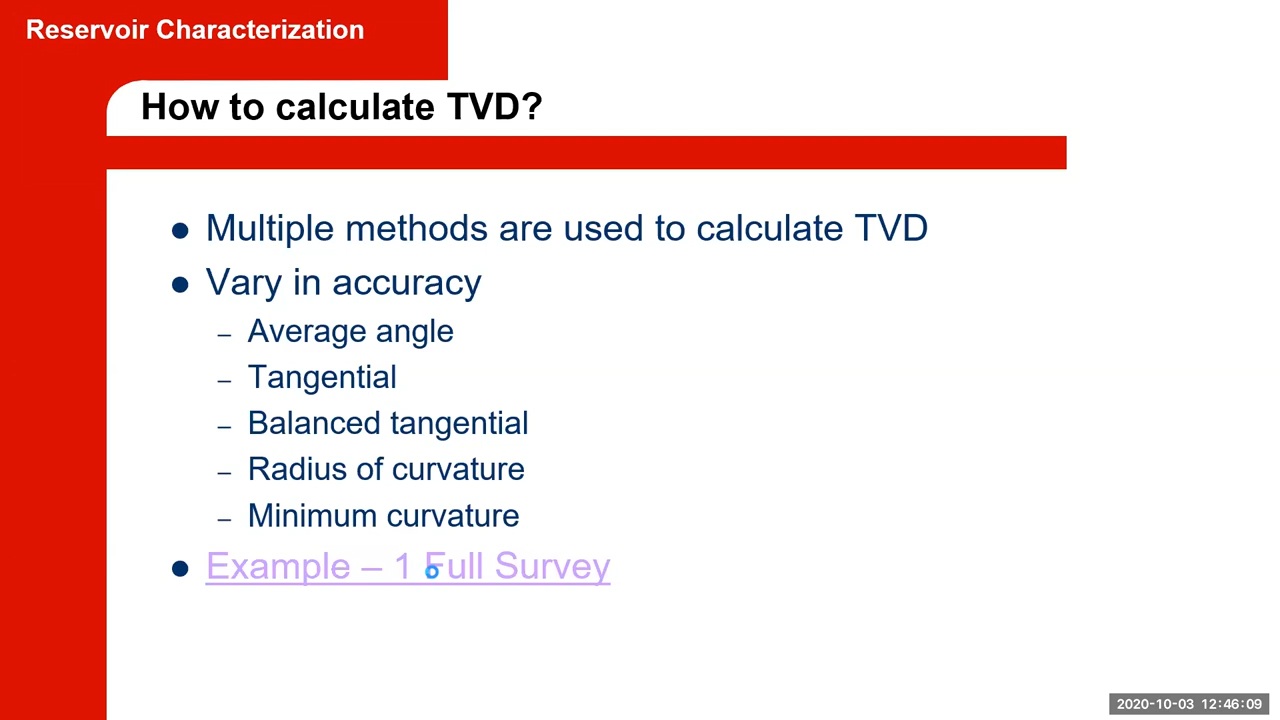 Reservoir Characterization
How to calculate TVD?
● Multiple methods are used to calculate TVD
● Vary in accuracy
– Average angle
– Tangential
– Balanced tangential
– Radius of curvature
– Minimum curvature
● Example – 1 Full Survey
2020-10-03 12:46:09